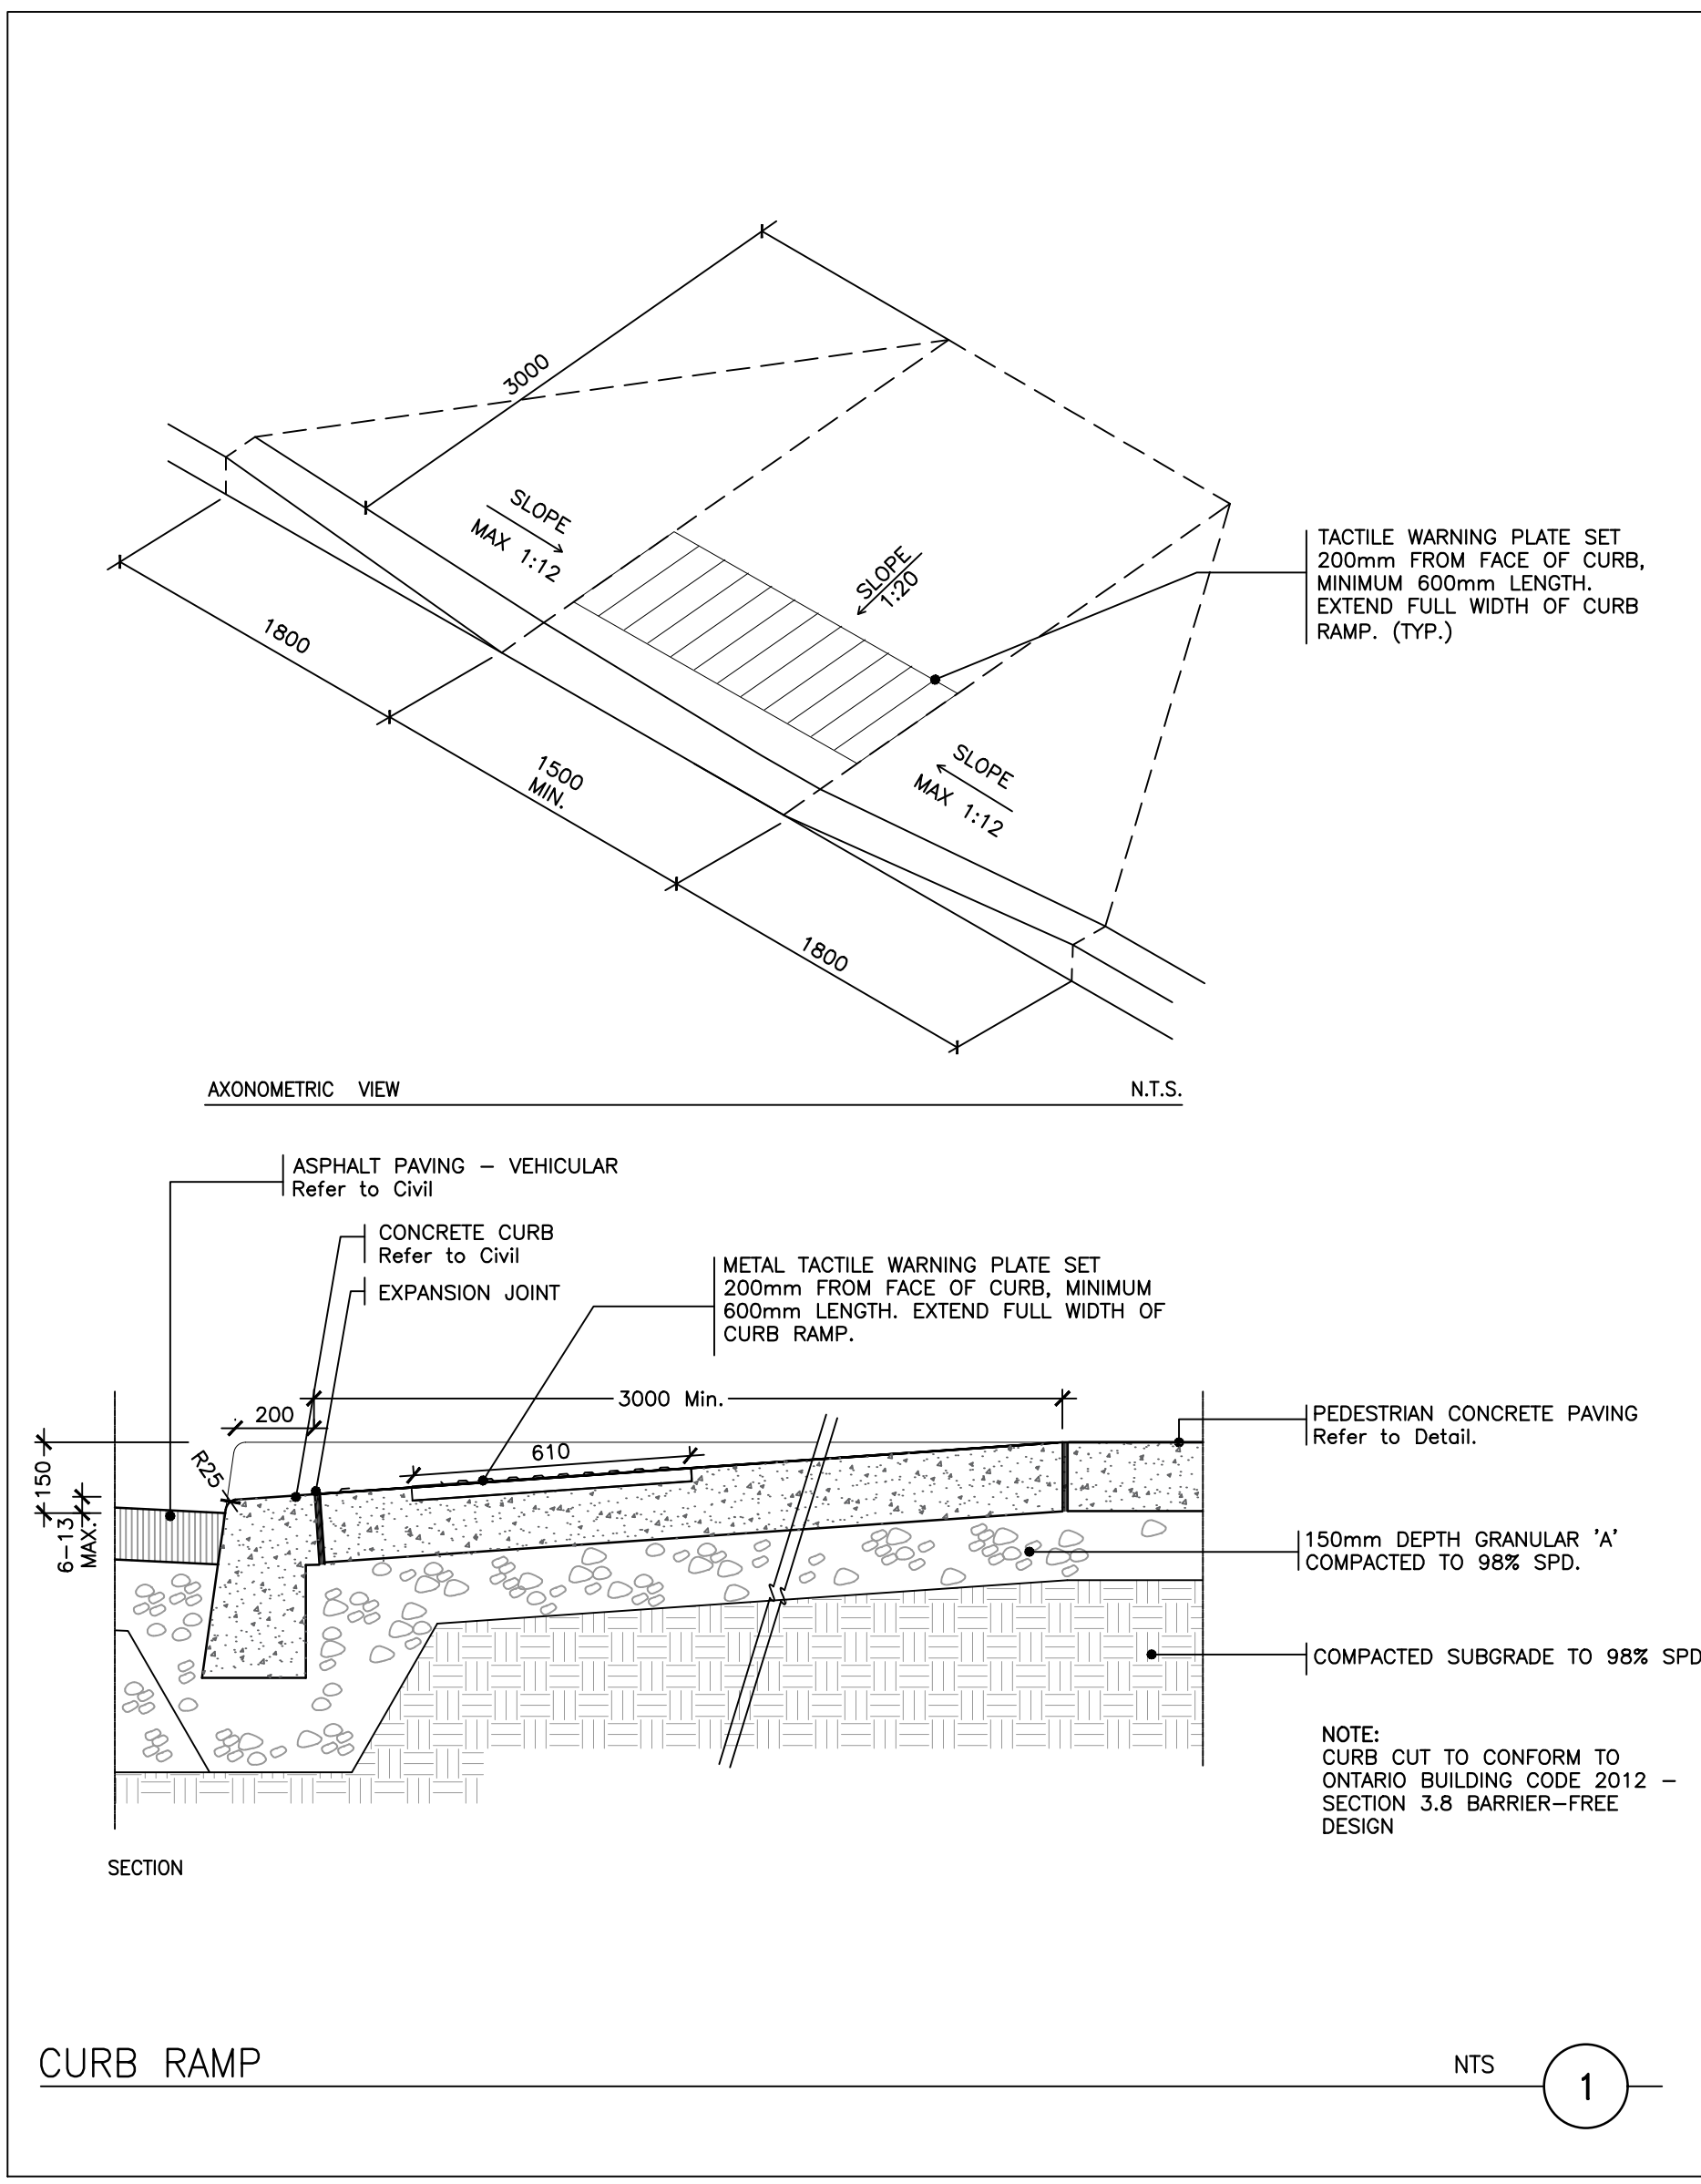 3000
SLOPE
MAX 1:12
SLOPE
1:20
TACTILE WARNING PLATE SET
200mm FROM FACE OF CURB,
MINIMUM 600mm LENGTH.
EXTEND FULL WIDTH OF CURB
RAMP. (TYP.)
1800
1500
MIN.
SLOPE
MAX 1:12
1800
AXONOMETRIC VIEW
N.T.S.
ASPHALT PAVING – VEHICULAR
Refer to Civil
CONCRETE CURB
Refer to Civil
EXPANSION JOINT
METAL TACTILE WARNING PLATE SET
200mm FROM FACE OF CURB, MINIMUM
600mm LENGTH. EXTEND FULL WIDTH OF
CURB RAMP.
3000 Min.
200
610
R25
150
6–13
MAX.
PEDESTRIAN CONCRETE PAVING
Refer to Detail.
150mm DEPTH GRANULAR 'A'
COMPACTED TO 98% SPD.
COMPACTED SUBGRADE TO 98% SPD
NOTE:
CURB CUT TO CONFORM TO
ONTARIO BUILDING CODE 2012 –
SECTION 3.8 BARRIER–FREE
DESIGN
SECTION
CURB RAMP
NTS
1